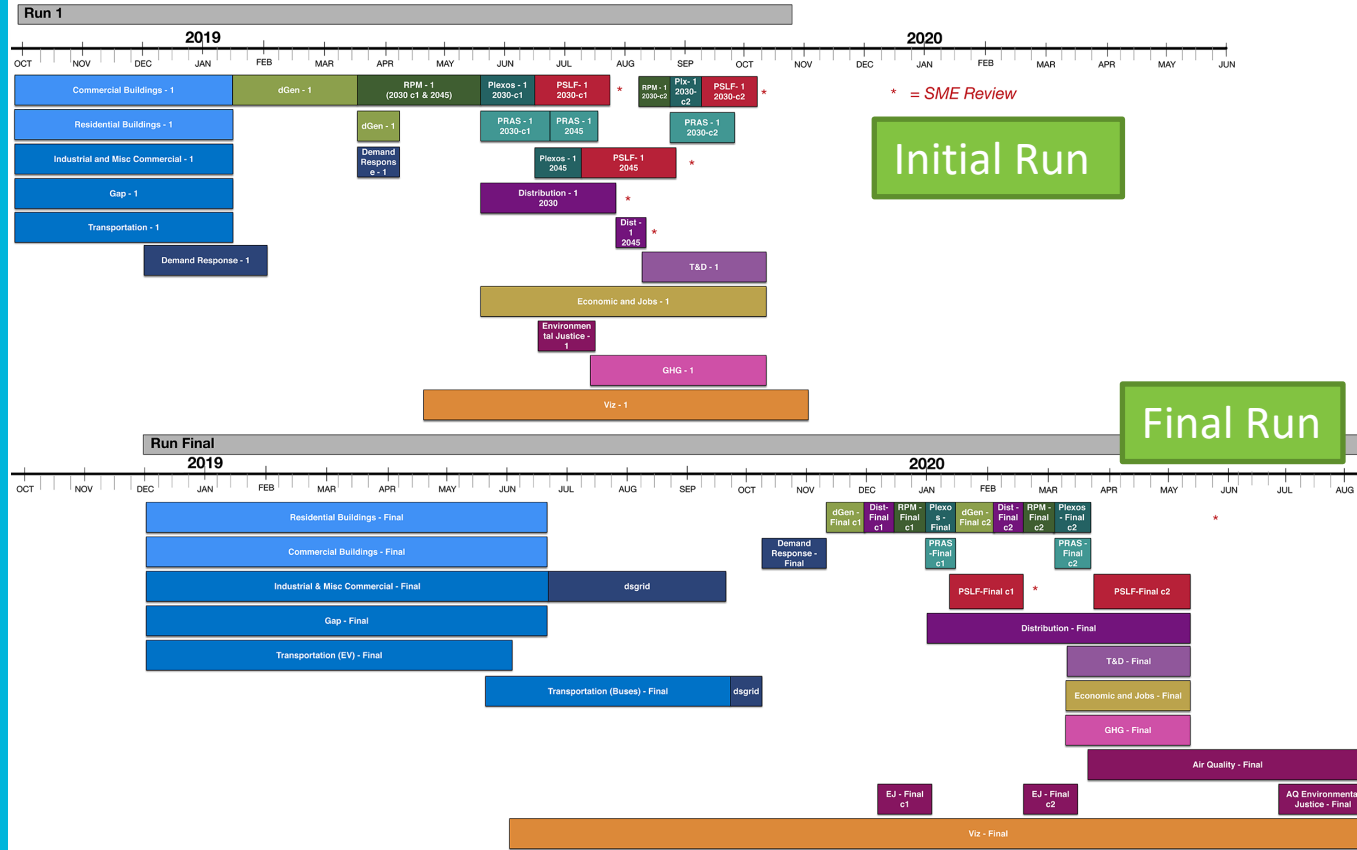 Run 1
2019
2020
OCT NOV DEC JAN FEB MAR APR MAY JUN JUL AUG SEP OCT NOV DEC JAN FEB MAR APR MAY JUN
Commercial Buildings - 1
dGen - 1
RPM - 1
(2030 c1 & 2045)
Plexos - 1
2030-c1
PSLF- 1
2030-c1
*
RPM - 1
2030-c2
Plx- 1
2030-
c2
PSLF- 1
2030-c2
*
* = SME Review
Residential Buildings - 1
dGen - 1
PRAS - 1
2030-c1
PRAS - 1
2045
PRAS - 1
2030-c2
Initial Run
Industrial and Misc Commercial - 1
Demand
Respons
e - 1
Plexos - 1
2045
PSLF- 1
2045
*
Gap - 1
Distribution - 1
2030
*
Transportation - 1
Dist -
1
2045
*
Demand Response - 1
T&D - 1
Economic and Jobs - 1
Environmen
tal Justice -
1
GHG - 1
Viz - 1
Final Run
Run Final
2019
2020
OCT NOV DEC JAN FEB MAR APR MAY JUN JUL AUG SEP OCT NOV DEC JAN FEB MAR APR MAY JUN JUL AUG
Residential Buildings - Final
dGen -
Final c1
Dist-
Final
c1
RPM -
Final
c1
Plexo
s -
Final
dGen -
Final c2
Dist -
Final
c2
RPM -
Final
c2
Plexos
- Final
c2
*
Commercial Buildings - Final
Demand
Response -
Final
PRAS
-Final
c1
PRAS -
Final
c2
Industrial & Misc Commercial - Final
dsgrid
PSLF-Final c1
*
PSLF-Final c2
Gap - Final
Distribution - Final
Transportation (EV) - Final
T&D - Final
Transportation (Buses) - Final
dsgrid
Economic and Jobs - Final
GHG - Final
Air Quality - Final
EJ - Final
c1
EJ - Final
c2
AQ Environmenta
Justice - Final
Viz - Final